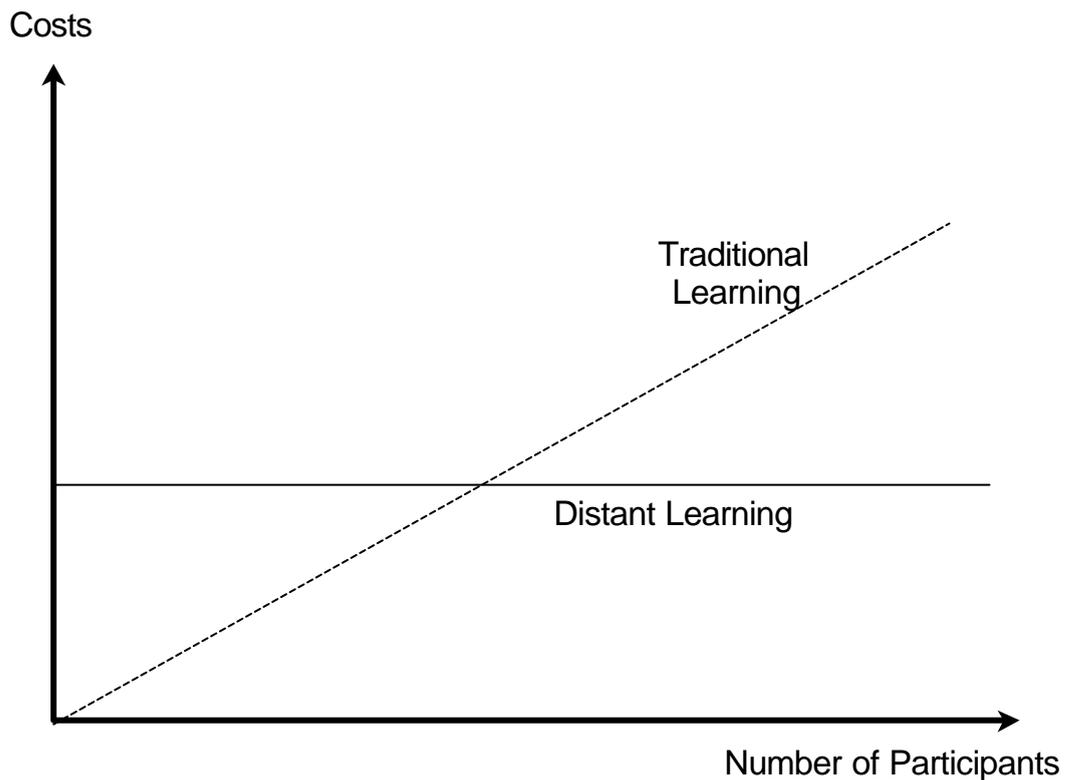 Costs
Traditional
Learning
Distant Learning
Number of Participants